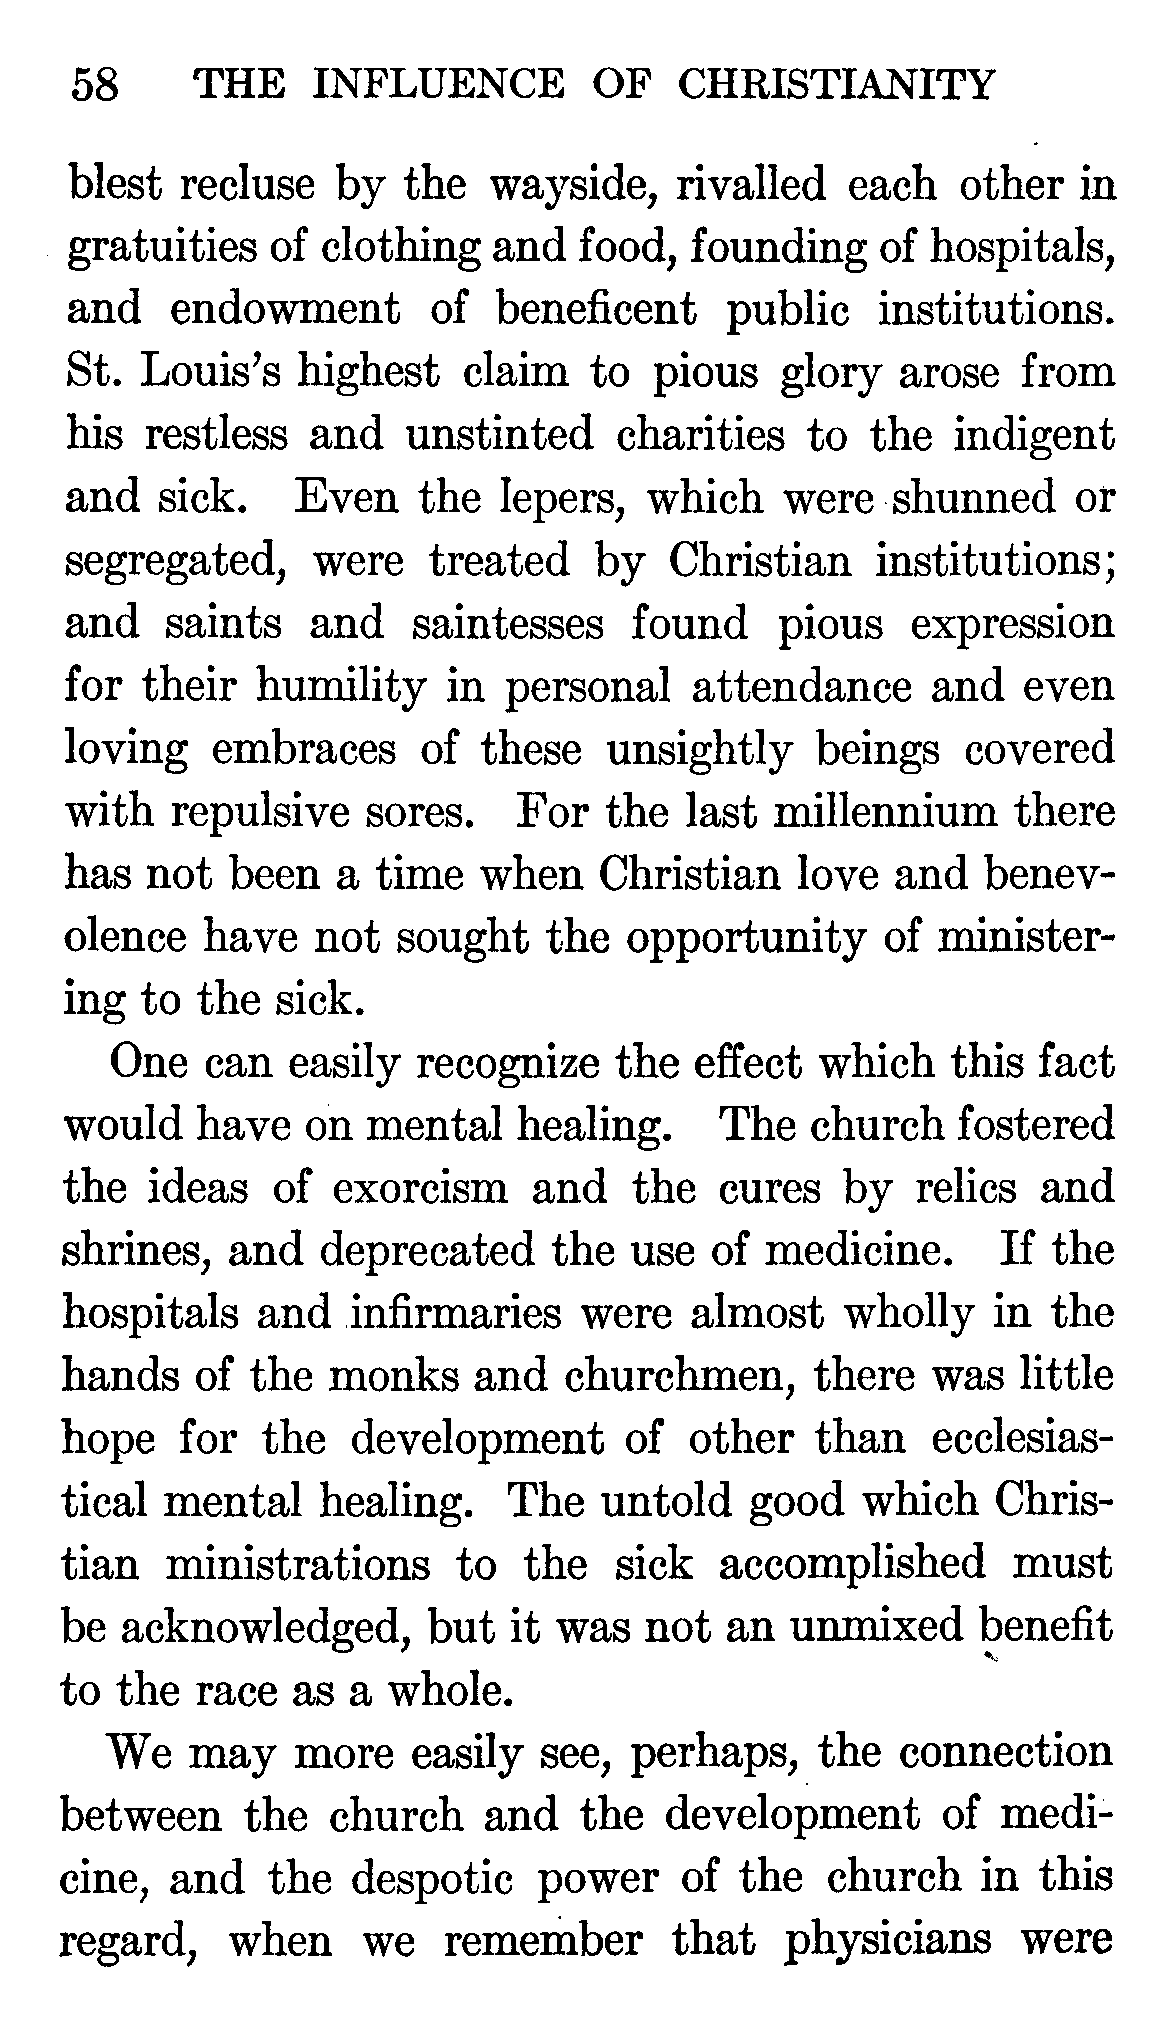 58 THE INFLUENCE OF CHRISTIANITY
blest recluse by the wayside, rivalled each other in
gratuities of clothing and food, founding of hospitals,
and endowment of beneficent public institutions.
St. Louis's highest claim to pious glory arose from
his restless and unstinted charities to the indigent
and sick. Even the lepers, which were shunned or
segregated, were treated by Christian institutions;
and saints and saintesses found pious expression
for their humility in personal attendance and even
loving embraces of these unsightly beings covered
with repulsive sores. For the last millennium there
has not been a time when Christian love and benev-
olence have not sought the opportunity of minister-
ing to the sick.
One can easily recognize the effect which this fact
would have on mental healing. The church fostered
the ideas of exorcism and the cures by relics and
shrines, and deprecated the use of medicine. If the
hospitals and infirmaries were almost wholly in the
hands of the monks and churchmen, there was little
hope for the development of other than ecclesias-
tical mental healing. The untold good which Chris-
tian ministrations to the sick accomplished must
be acknowledged, but it was not an unmixed benefit
to the race as a whole.
We may more easily see, perhaps, the connection
between the church and the development of medi-
cine, and the despotic power of the church in this
regard, when we remember that physicians were